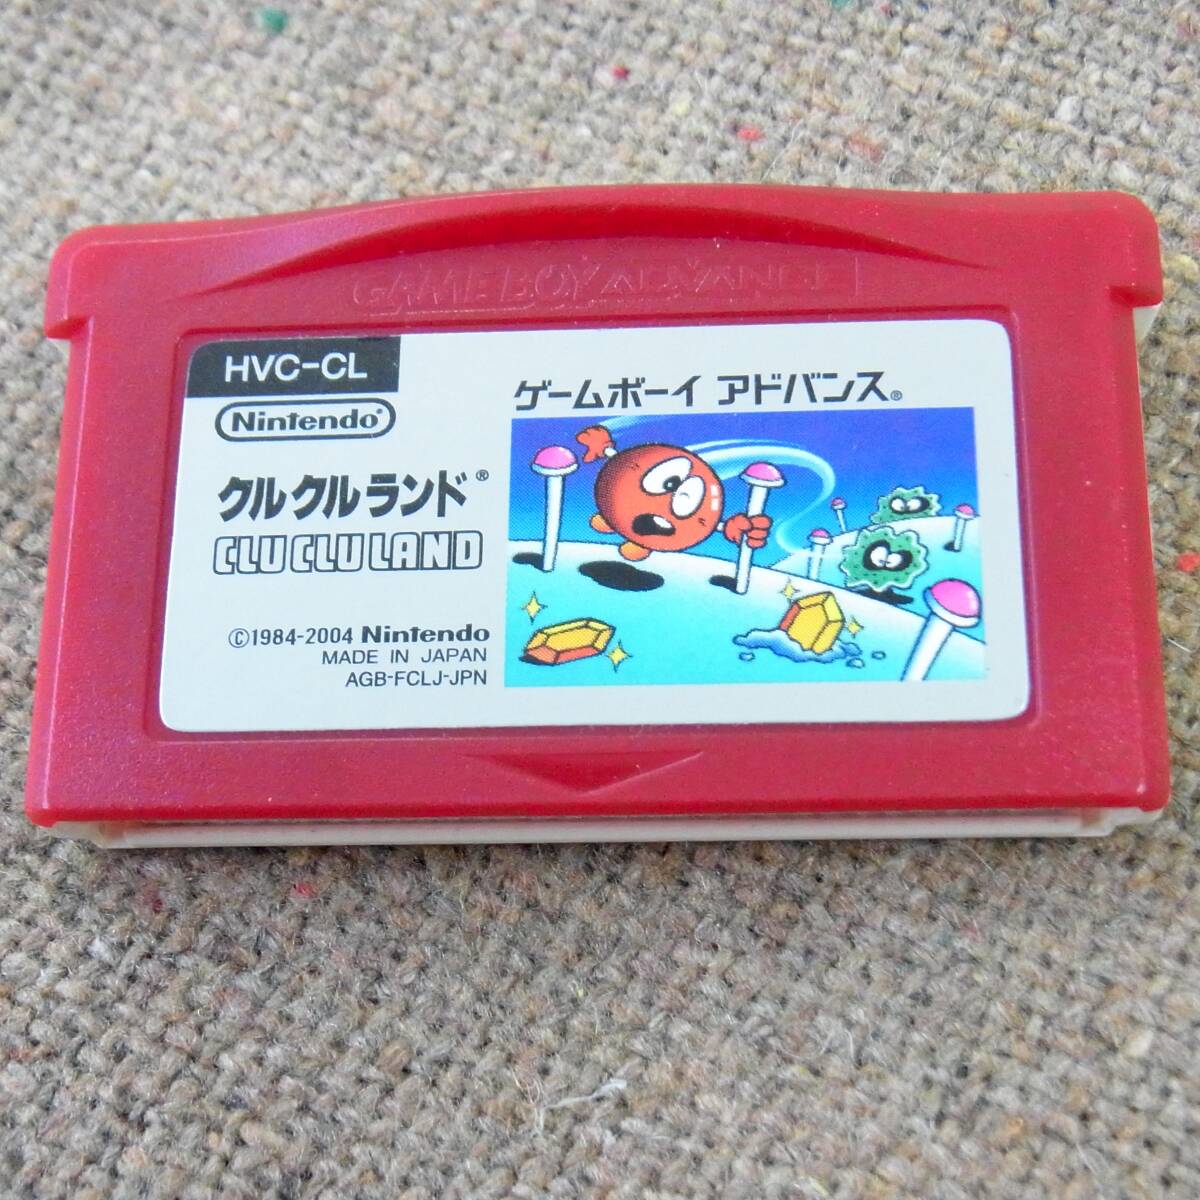 GAME BOY ADVANCE
HVC-CL
Nintendo®
ゲームボーイ アドバンス®
クルクルランド®
CLU CLU LAND
©1984-2004 Nintendo
MADE IN JAPAN
AGB-FCLJ-JPN